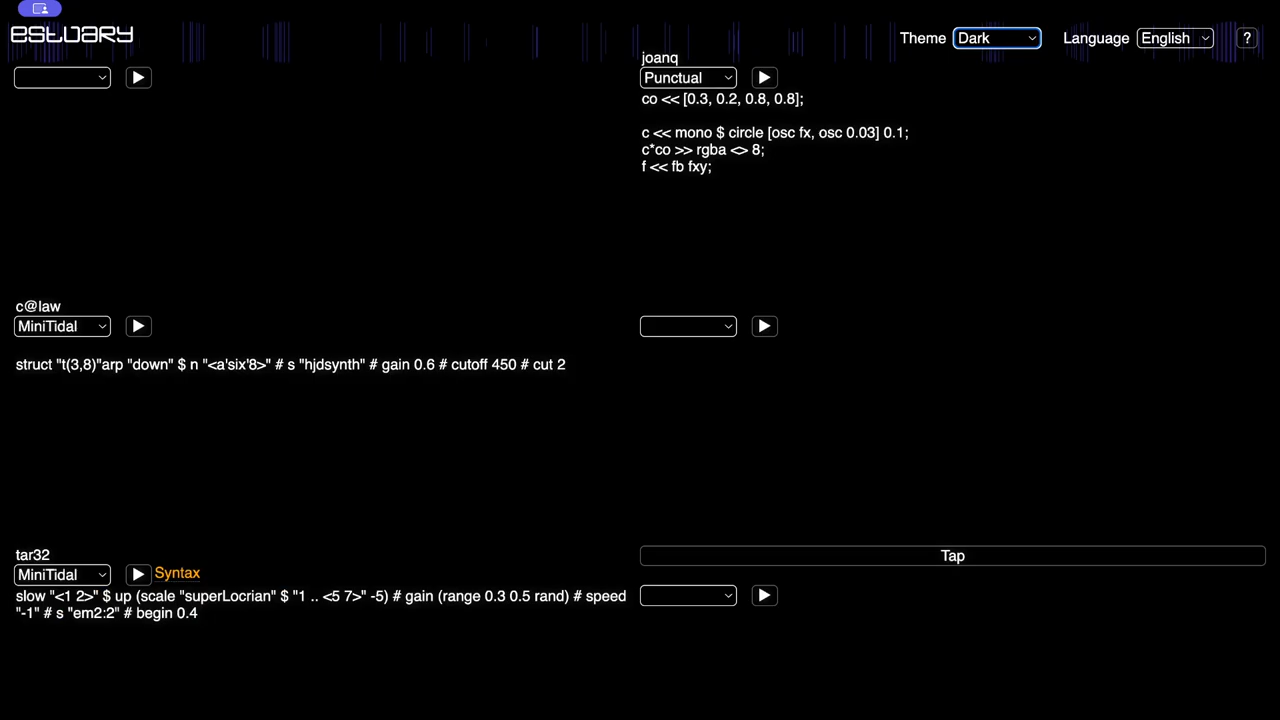 estuary
Theme Dark Language English ?
joanq
Punctual
co << [0.3, 0.2, 0.8, 0.8];
c << mono $ circle [osc fx, osc 0.03] 0.1;
c*co >> rgba <> 8;
f << fb fxy;
c@law
MiniTidal
struct "t(3,8)"arp "down" $ n "<a'six'8>" # s "hjdsynth" # gain 0.6 # cutoff 450 # cut 2
tar32
MiniTidal Syntax
slow "<1 2>" $ up (scale "superLocrian" $ "1 .. <5 7>" -5) # gain (range 0.3 0.5 rand) # speed
"-1" # s "em2:2" # begin 0.4
Tap